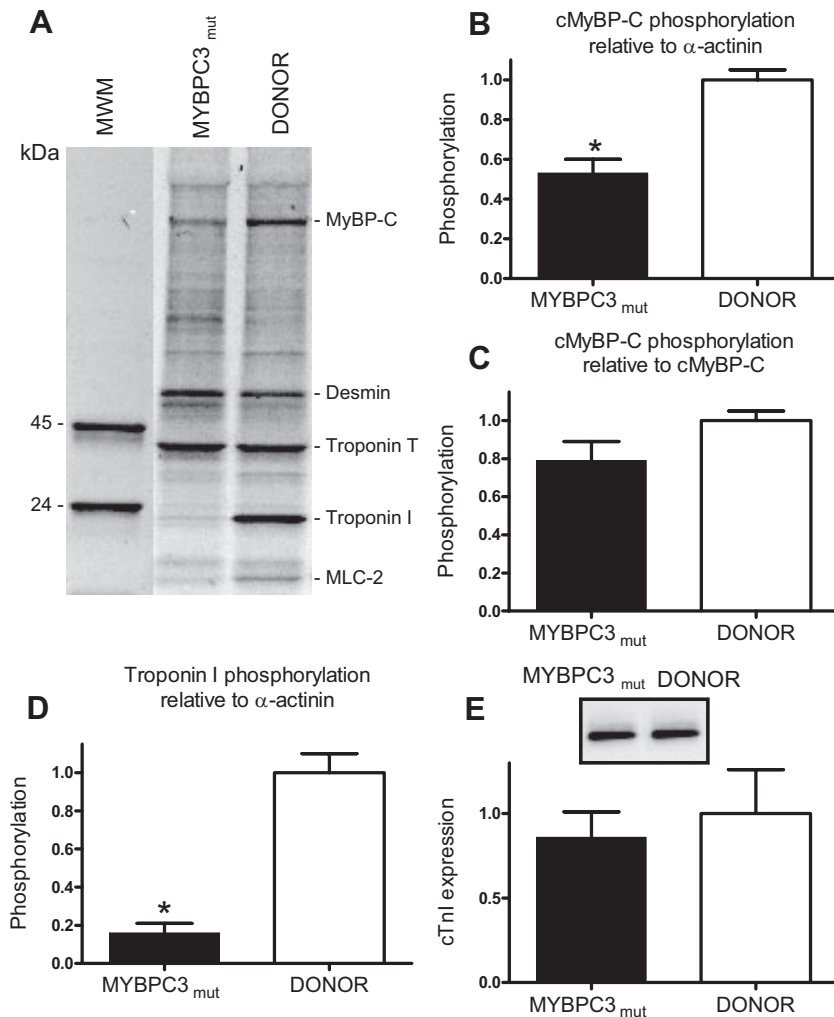 A
MWM
MYBPC3 mut
DONOR
kDa
45 -
24 -
- MyBP-C
- Desmin
- Troponin T
- Troponin I
- MLC-2
B
cMyBP-C phosphorylation
relative to α-actinin
Phosphorylation
1.0
0.8
0.6
0.4
0.2
0.0
*
MYBPC3 mut
DONOR
C
cMyBP-C phosphorylation
relative to cMyBP-C
Phosphorylation
1.0
0.8
0.6
0.4
0.2
0.0
MYBPC3 mut
DONOR
D
Troponin I phosphorylation
relative to α-actinin
Phosphorylation
1.0
0.8
0.6
0.4
0.2
0.0
*
MYBPC3 mut
DONOR
E
MYBPC3 mut DONOR
cTnI expression
1.0
0.5
0.0
MYBPC3 mut
DONOR